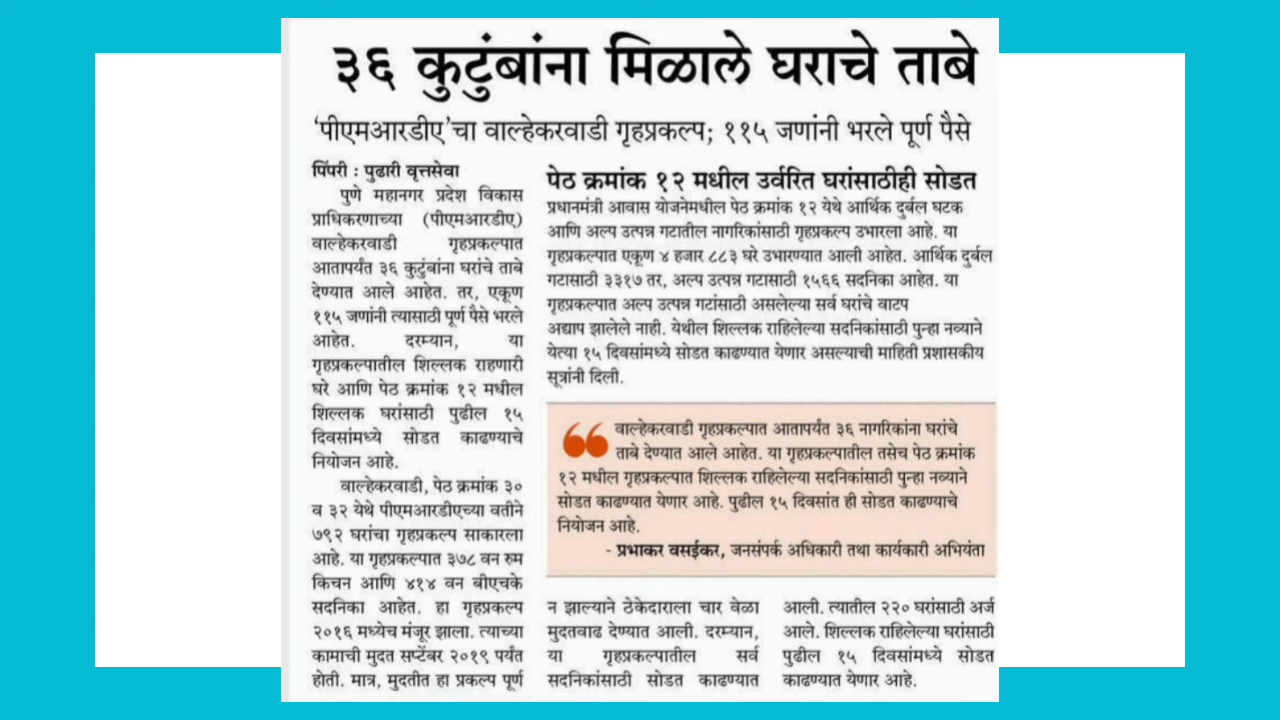 ३६ कुटुंबांना मिळाले घराचे ताबे
‘पीएमआरडीए’चा वाल्हेकरवाडी गृहप्रकल्प; ११५ जणांनी भरले पूर्ण पैसे
पिंपरी : पुढारी वृत्तसेवा
पुणे महानगर प्रदेश विकास
प्राधिकरणाच्या (पीएमआरडीए)
वाल्हेकरवाडी गृहप्रकल्पात
आतापर्यंत ३६ कुटुंबांना घरांचे ताबे
देण्यात आले आहेत. तर, एकूण
११५ जणांनी त्यासाठी पूर्ण पैसे भरले
आहेत. दरम्यान, या
गृहप्रकल्पातील शिल्लक राहणारी
घरे आणि पेठ क्रमांक १२ मधील
शिल्लक घरांसाठी पुढील १५
दिवसांमध्ये सोडत काढण्याचे
नियोजन आहे.
वाल्हेकरवाडी, पेठ क्रमांक ३०
व ३२ येथे पीएमआरडीएच्या वतीने
७९२ घरांचा गृहप्रकल्प साकारला
आहे. या गृहप्रकल्पात ३७८ वन रुम
किचन आणि ४१४ वन बीएचके
सदनिका आहेत. हा गृहप्रकल्प
२०१६ मध्येच मंजूर झाला. त्याच्या
कामाची मुदत सप्टेंबर २०१९ पर्यंत
होती. मात्र, मुदतीत हा प्रकल्प पूर्ण
पेठ क्रमांक १२ मधील उर्वरित घरांसाठीही सोडत
प्रधानमंत्री आवास योजनेमधील पेठ क्रमांक १२ येथे आर्थिक दुर्बल घटक
आणि अल्प उत्पन्न गटातील नागरिकांसाठी गृहप्रकल्प उभारला आहे. या
गृहप्रकल्पात एकूण ४ हजार ८८३ घरे उभारण्यात आली आहेत. आर्थिक दुर्बल
गटासाठी ३३१७ तर, अल्प उत्पन्न गटासाठी १५६६ सदनिका आहेत. या
गृहप्रकल्पात अल्प उत्पन्न गटांसाठी असलेल्या सर्व घरांचे वाटप
अद्याप झालेले नाही. येथील शिल्लक राहिलेल्या सदनिकांसाठी पुन्हा नव्याने
येत्या १५ दिवसांमध्ये सोडत काढण्यात येणार असल्याची माहिती प्रशासकीय
सूत्रांनी दिली.
“ वाल्हेकरवाडी गृहप्रकल्पात आतापर्यंत ३६ नागरिकांना घरांचे
ताबे देण्यात आले आहेत. या गृहप्रकल्पातील तसेच पेठ क्रमांक
१२ मधील गृहप्रकल्पात शिल्लक राहिलेल्या सदनिकांसाठी पुन्हा नव्याने
सोडत काढण्यात येणार आहे. पुढील १५ दिवसांत ही सोडत काढण्याचे
नियोजन आहे.
- प्रभाकर वसईकर, जनसंपर्क अधिकारी तथा कार्यकारी अभियंता
न झाल्याने ठेकेदाराला चार वेळा
मुदतवाढ देण्यात आली. दरम्यान,
या गृहप्रकल्पातील सर्व
सदनिकांसाठी सोडत काढण्यात
आली. त्यातील २२० घरांसाठी अर्ज
आले. शिल्लक राहिलेल्या घरांसाठी
पुढील १५ दिवसांमध्ये सोडत
काढण्यात येणार आहे.